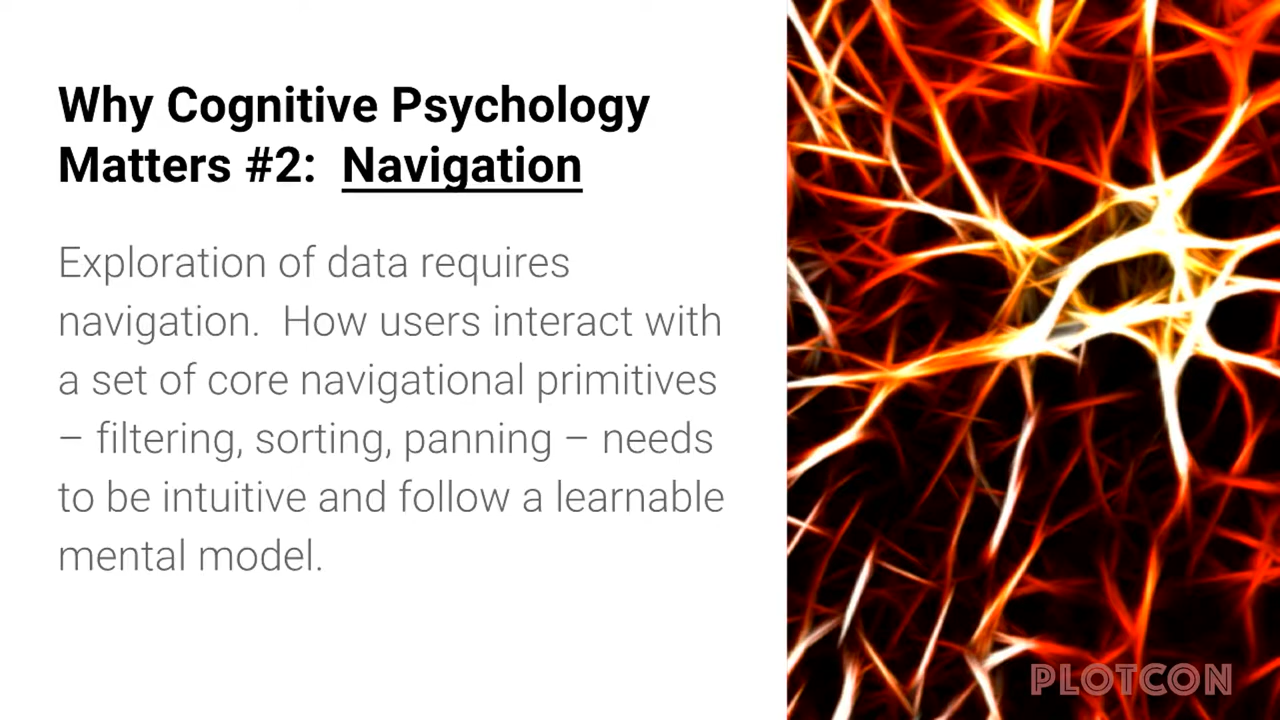 Why Cognitive Psychology
Matters #2:  Navigation
Exploration of data requires
navigation.  How users interact with
a set of core navigational primitives
– filtering, sorting, panning – needs
to be intuitive and follow a learnable
mental model.
PLOTCON